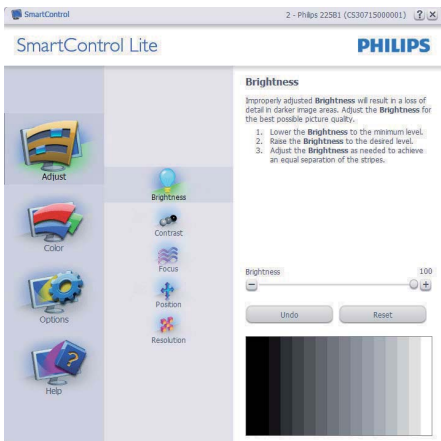 SmartControl
2 - Philips 225B1 (CS30715000001)
SmartControl Lite
PHILIPS
Adjust
Color
Options
Help
Brightness
Contrast
Focus
Position
Resolution
Brightness
Improperly adjusted Brightness will result in a loss of
detail in darker image areas. Adjust the Brightness for
the best possible picture quality.
1. Lower the Brightness to the minimum level.
2. Raise the Brightness to the desired level.
3. Adjust the Brightness as needed to achieve
an equal separation of the stripes.
Brightness 100
Undo Reset